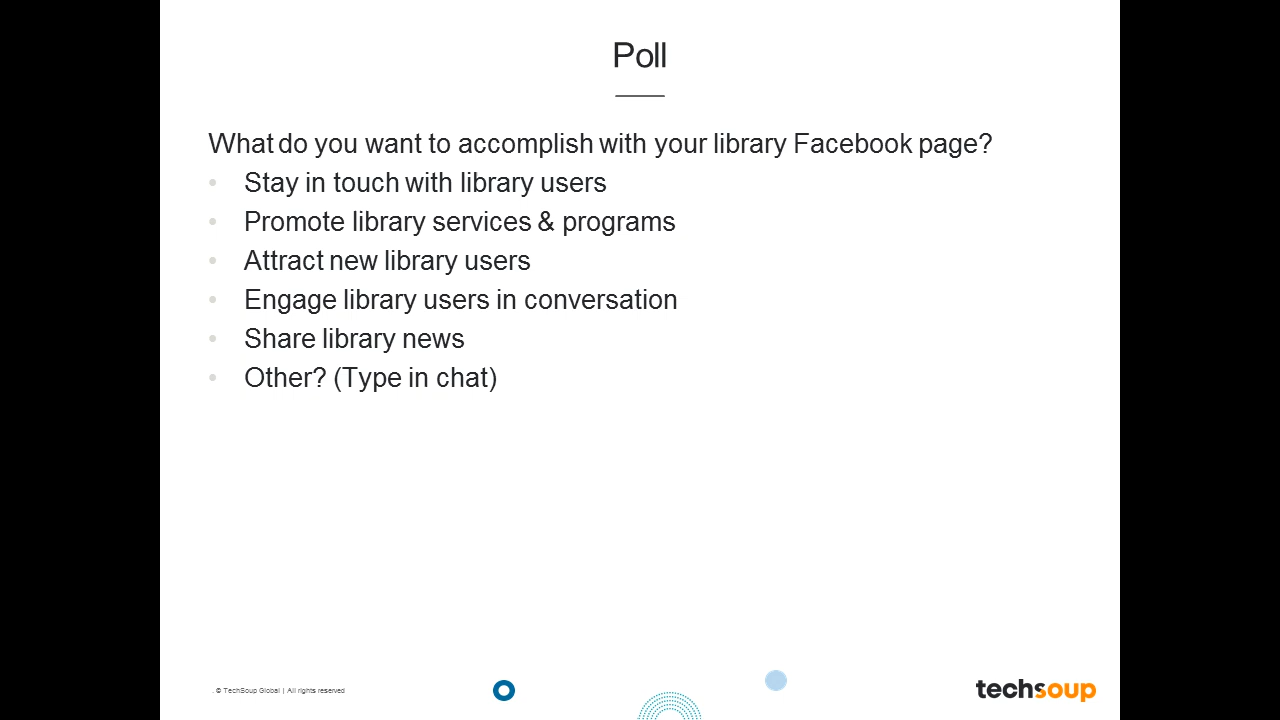 Poll
What do you want to accomplish with your library Facebook page?
• Stay in touch with library users
• Promote library services & programs
• Attract new library users
• Engage library users in conversation
• Share library news
• Other? (Type in chat)
. © TechSoup Global | All rights reserved
techsoup